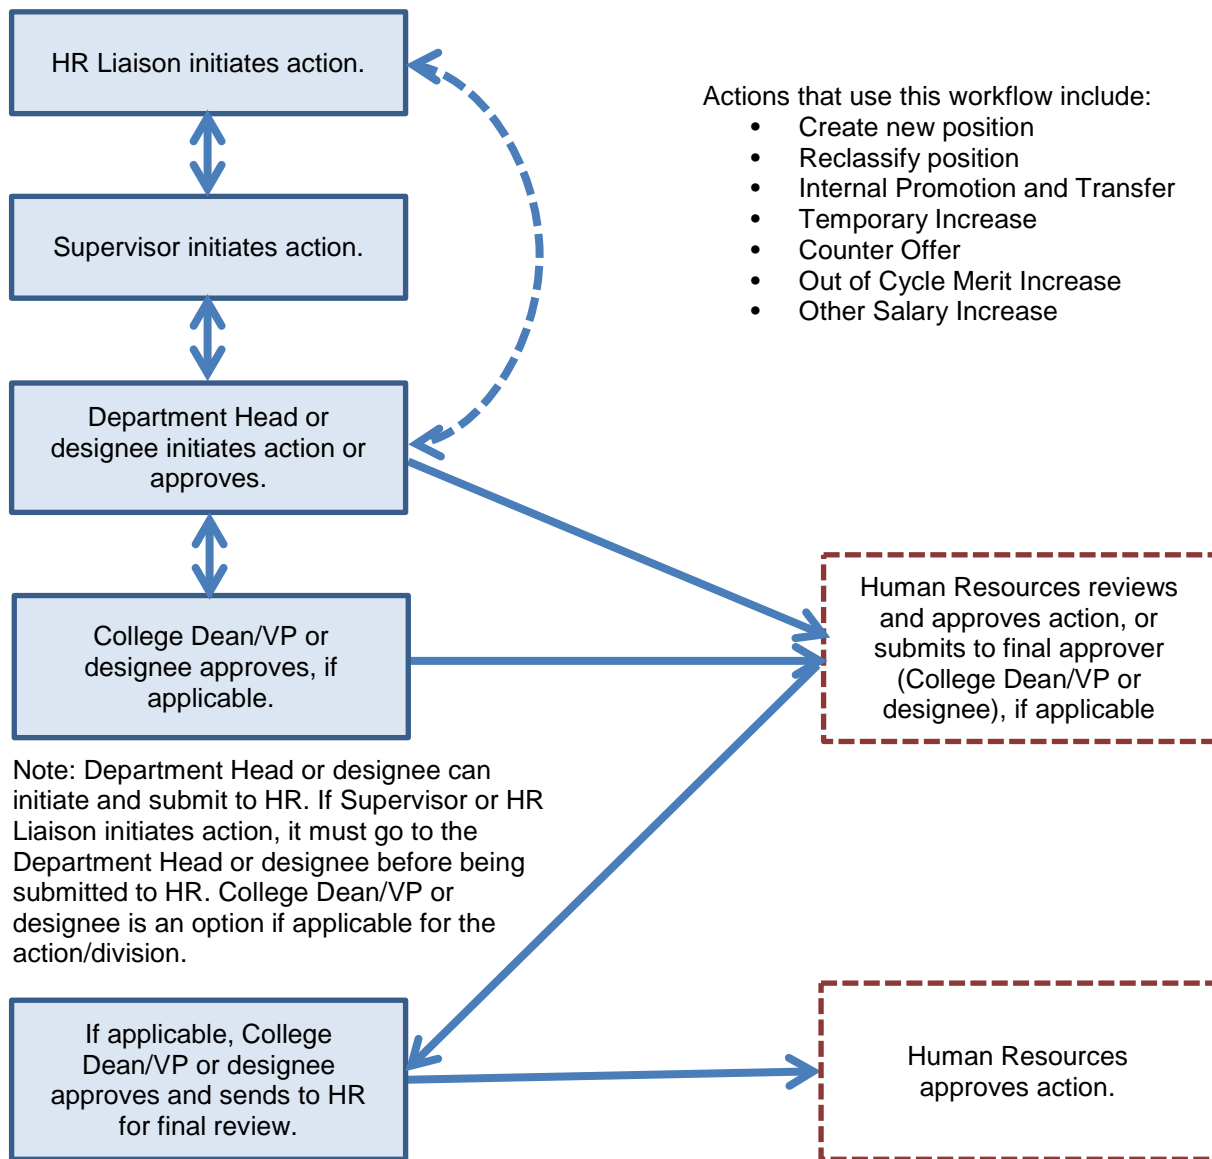 HR Liaison initiates action.
Actions that use this workflow include:
• Create new position
• Reclassify position
• Internal Promotion and Transfer
• Temporary Increase
• Counter Offer
• Out of Cycle Merit Increase
• Other Salary Increase
Supervisor initiates action.
Department Head or
designee initiates action or
approves.
College Dean/VP or
designee approves, if
applicable.
Human Resources reviews
and approves action, or
submits to final approver
(College Dean/VP or
designee), if applicable
Note: Department Head or designee can
initiate and submit to HR. If Supervisor or HR
Liaison initiates action, it must go to the
Department Head or designee before being
submitted to HR. College Dean/VP or
designee is an option if applicable for the
action/division.
If applicable, College
Dean/VP or designee
approves and sends to HR
for final review.
Human Resources
approves action.